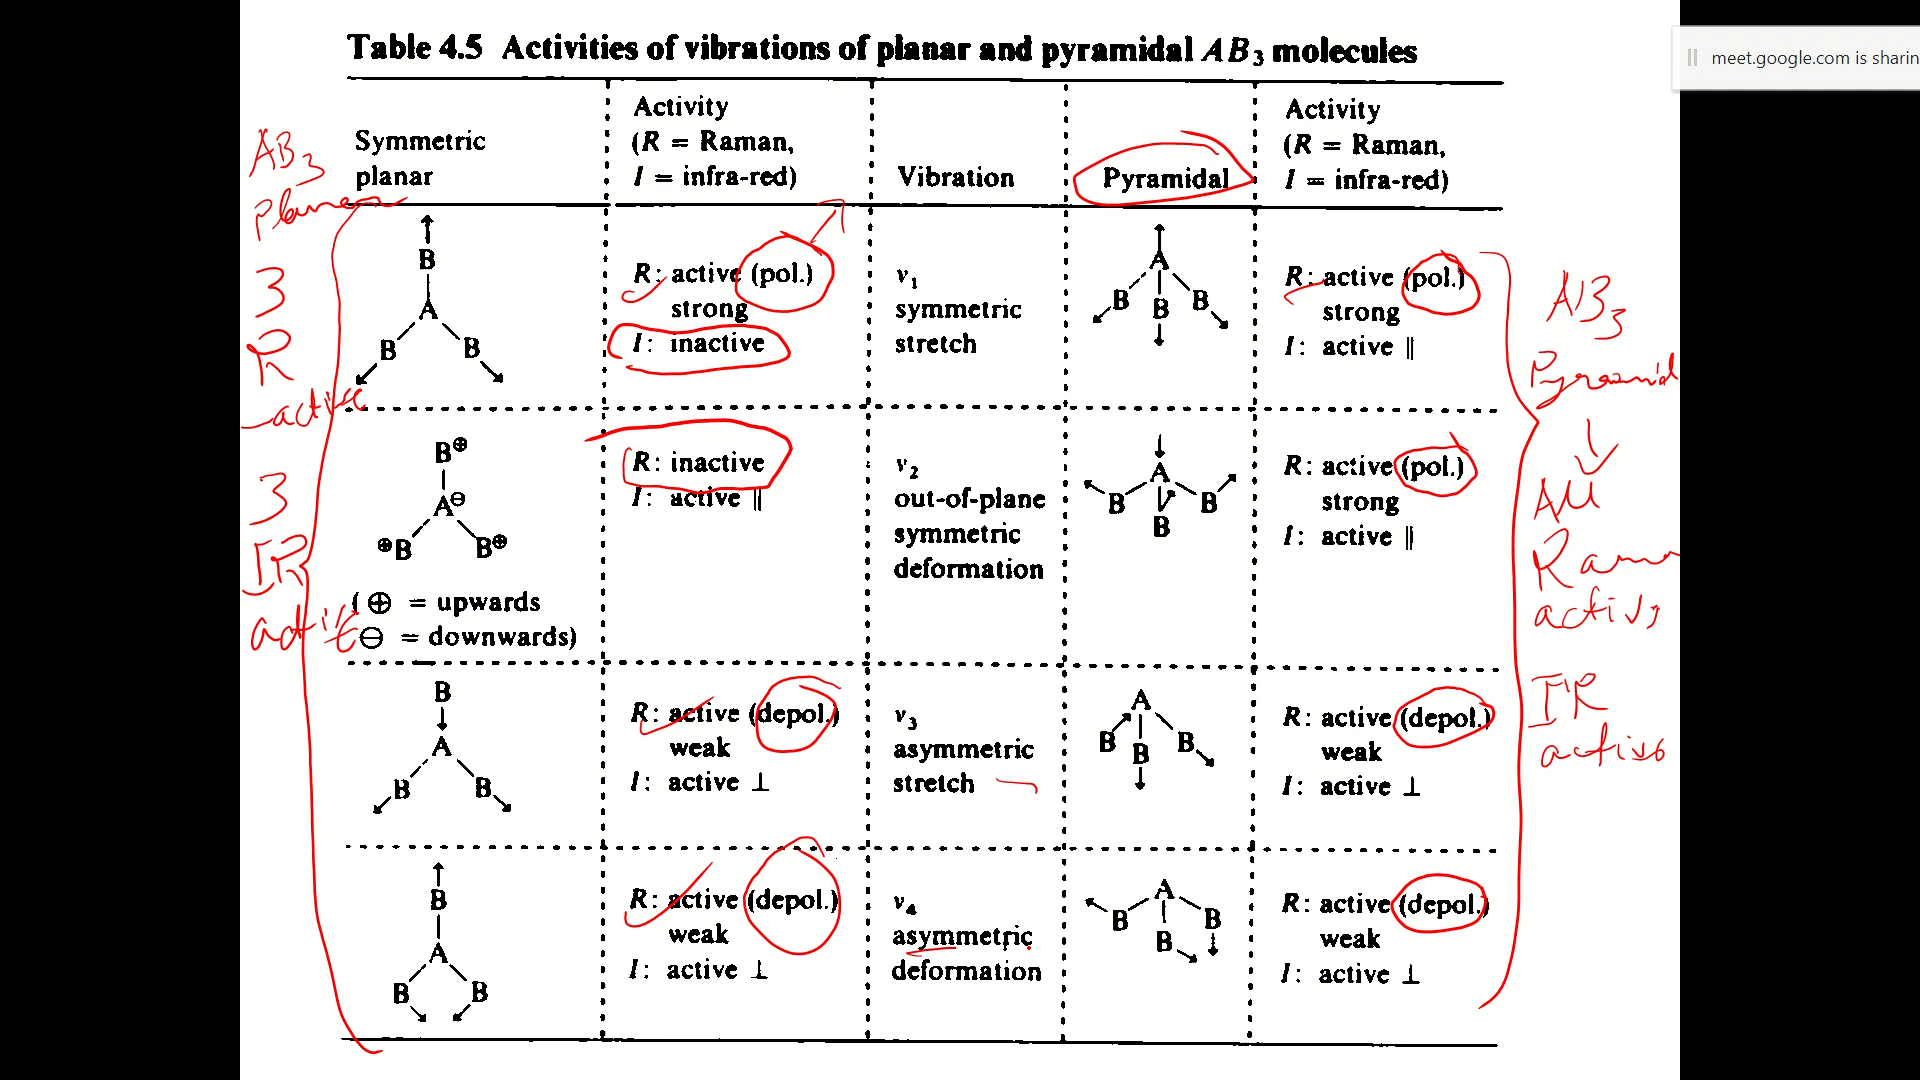 Table 4.5 Activities of vibrations of planar and pyramidal AB3 molecules
meet.google.com is sharin
Symmetric
planar
Activity
(R = Raman,
I = infra-red)
Vibration
Pyramidal
Activity
(R = Raman,
I = infra-red)
B
A
B B
R: active (pol.)
strong
I: inactive
ν1
symmetric
stretch
A
B B B
R: active (pol.)
strong
I: active ||
B⊕
A⊖
⊕B B⊕
(⊕ = upwards
⊖ = downwards)
R: inactive
I: active ||
ν2
out-of-plane
symmetric
deformation
A
B B
B
R: active (pol.)
strong
I: active ||
B
A
B B
R: active (depol.)
weak
I: active ⊥
ν3
asymmetric
stretch
A
B B B
R: active (depol.)
weak
I: active ⊥
B
A
B B
R: active (depol.)
weak
I: active ⊥
ν4
asymmetric
deformation
A
B B
B
R: active (depol.)
weak
I: active ⊥
AB3
planar
3
R
active
3
IR
active
AB3
Pyramid
All
Raman
active
IR
active